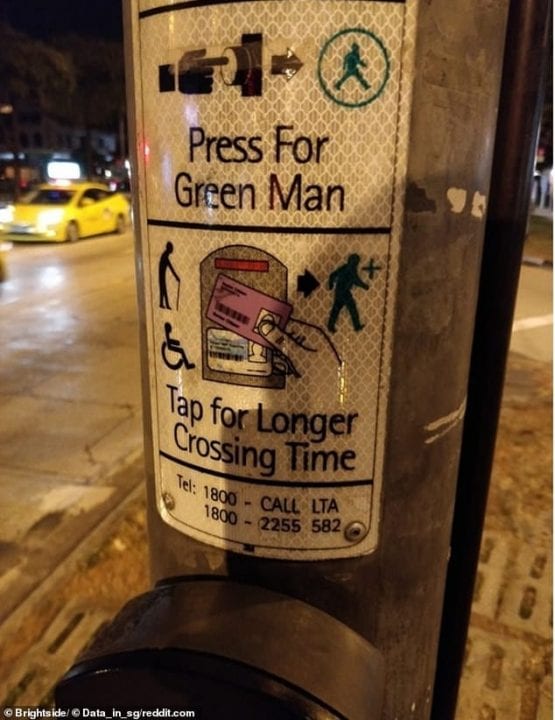 Press For
Green Man
Tap for Longer
Crossing Time
Tel: 1800 - CALL LTA
1800 - 2255 582
© Brightside/ © Data_in_sg/reddit.com